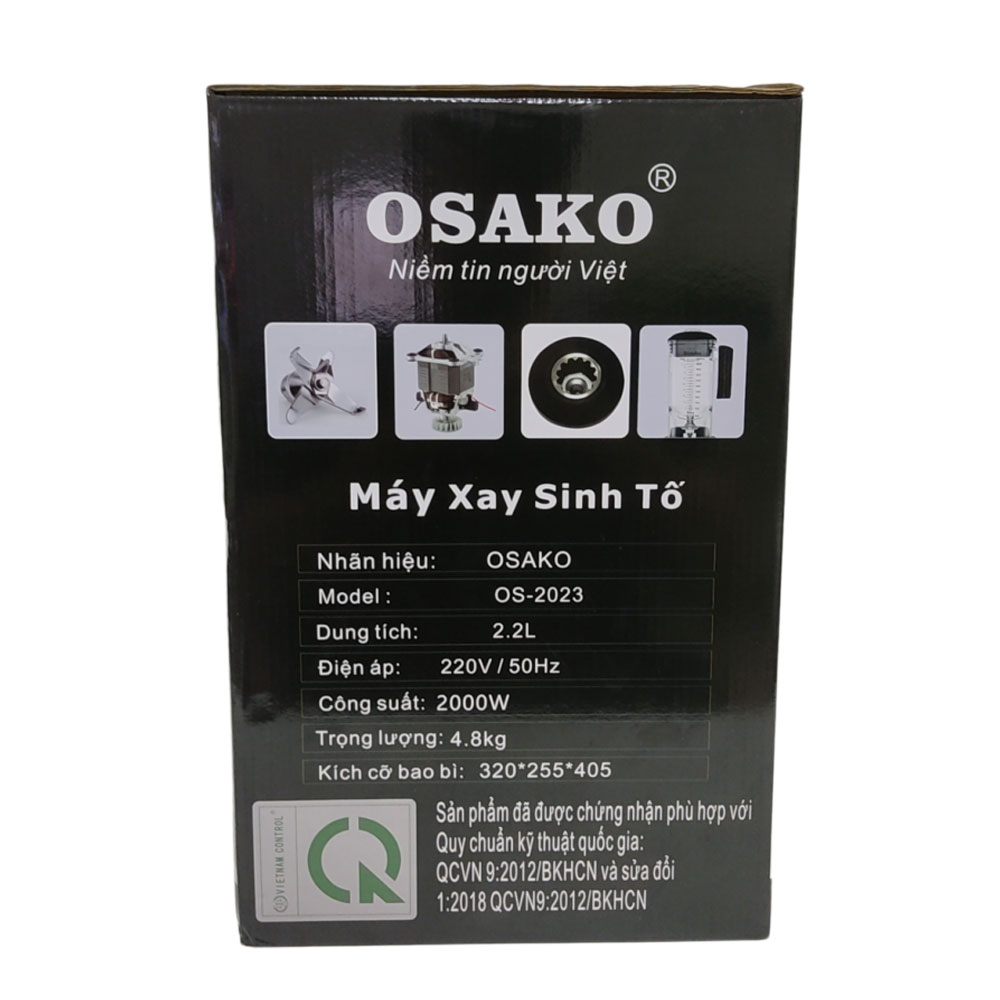 OSAKO®
Niềm tin người Việt
Máy Xay Sinh Tố
Nhãn hiệu: OSAKO
Model : OS-2023
Dung tích: 2.2L
Điện áp: 220V / 50Hz
Công suất: 2000W
Trọng lượng: 4.8kg
Kích cỡ bao bì: 320*255*405
VIETNAM CONTROL®
Sản phẩm đã được chứng nhận phù hợp với
Quy chuẩn kỹ thuật quốc gia:
QCVN 9:2012/BKHCN và sửa đổi
1:2018 QCVN9:2012/BKHCN